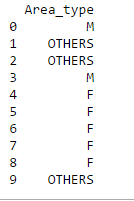 Area_type
0 M
1 OTHERS
2 OTHERS
3 M
4 F
5 F
6 F
7 F
8 F
9 OTHERS